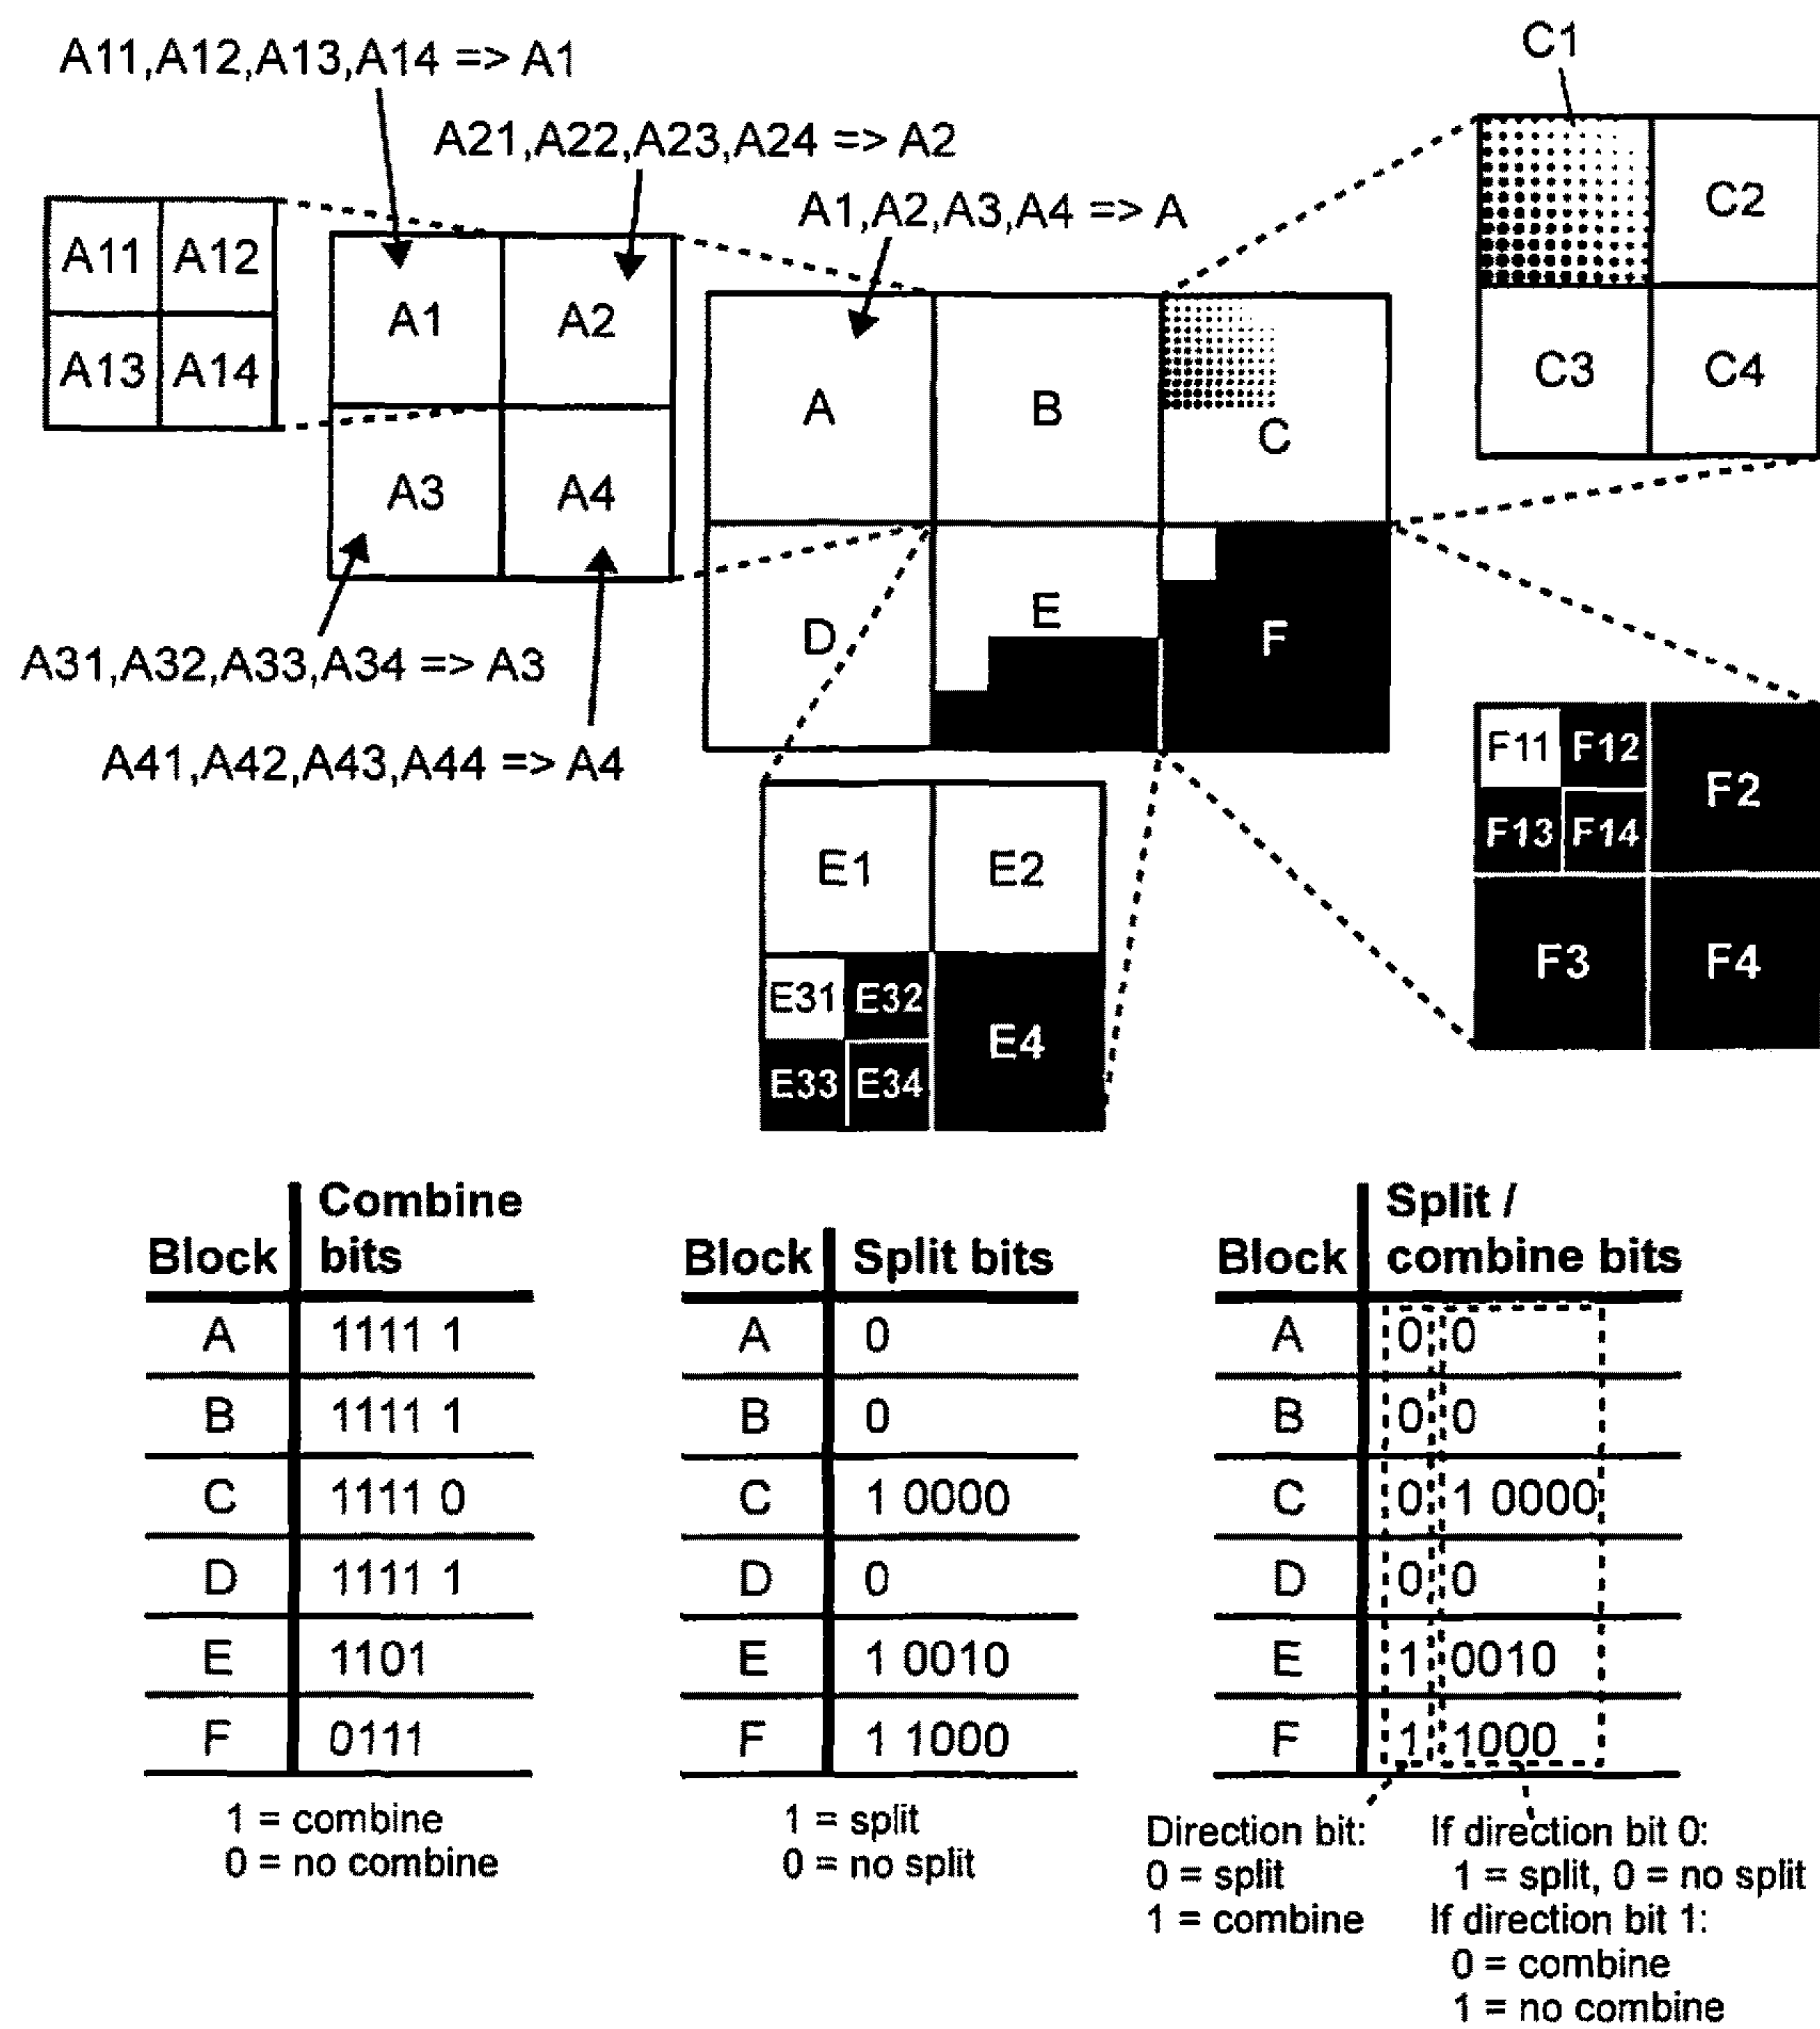 A11,A12,A13,A14 => A1
C1
A21,A22,A23,A24 => A2
A1,A2,A3,A4 => A
A11 A12
A13 A14
A1 A2
A3 A4
C2
C3 C4
A B C
D E F
A31,A32,A33,A34 => A3
A41,A42,A43,A44 => A4
F11 F12 F2
F13 F14
F3 F4
E1 E2
E31 E32 E4
E33 E34
Block Combine bits
A 1111 1
B 1111 1
C 1111 0
D 1111 1
E 1101
F 0111
1 = combine
0 = no combine
Block Split bits
A 0
B 0
C 1 0000
D 0
E 1 0010
F 1 1000
1 = split
0 = no split
Split /
Block combine bits
A 0 0
B 0 0
C 0 1 0000
D 0 0
E 1 0010
F 1 1000
Direction bit:
0 = split
1 = combine
If direction bit 0:
1 = split, 0 = no split
If direction bit 1:
0 = combine
1 = no combine